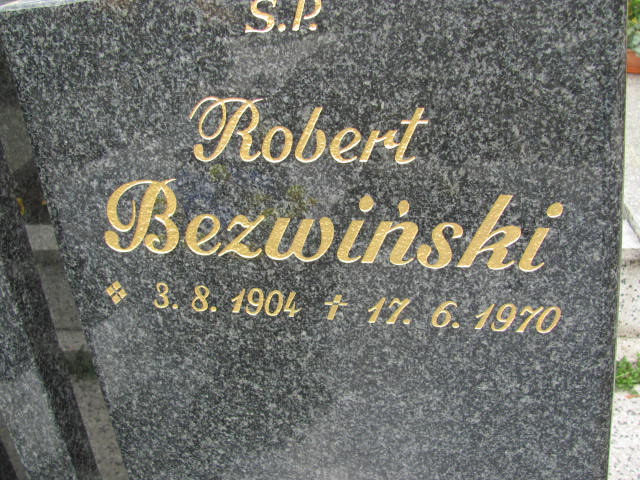 Ś.P.
Robert
Bezwiński
3. 8. 1904 † 17. 6. 1970